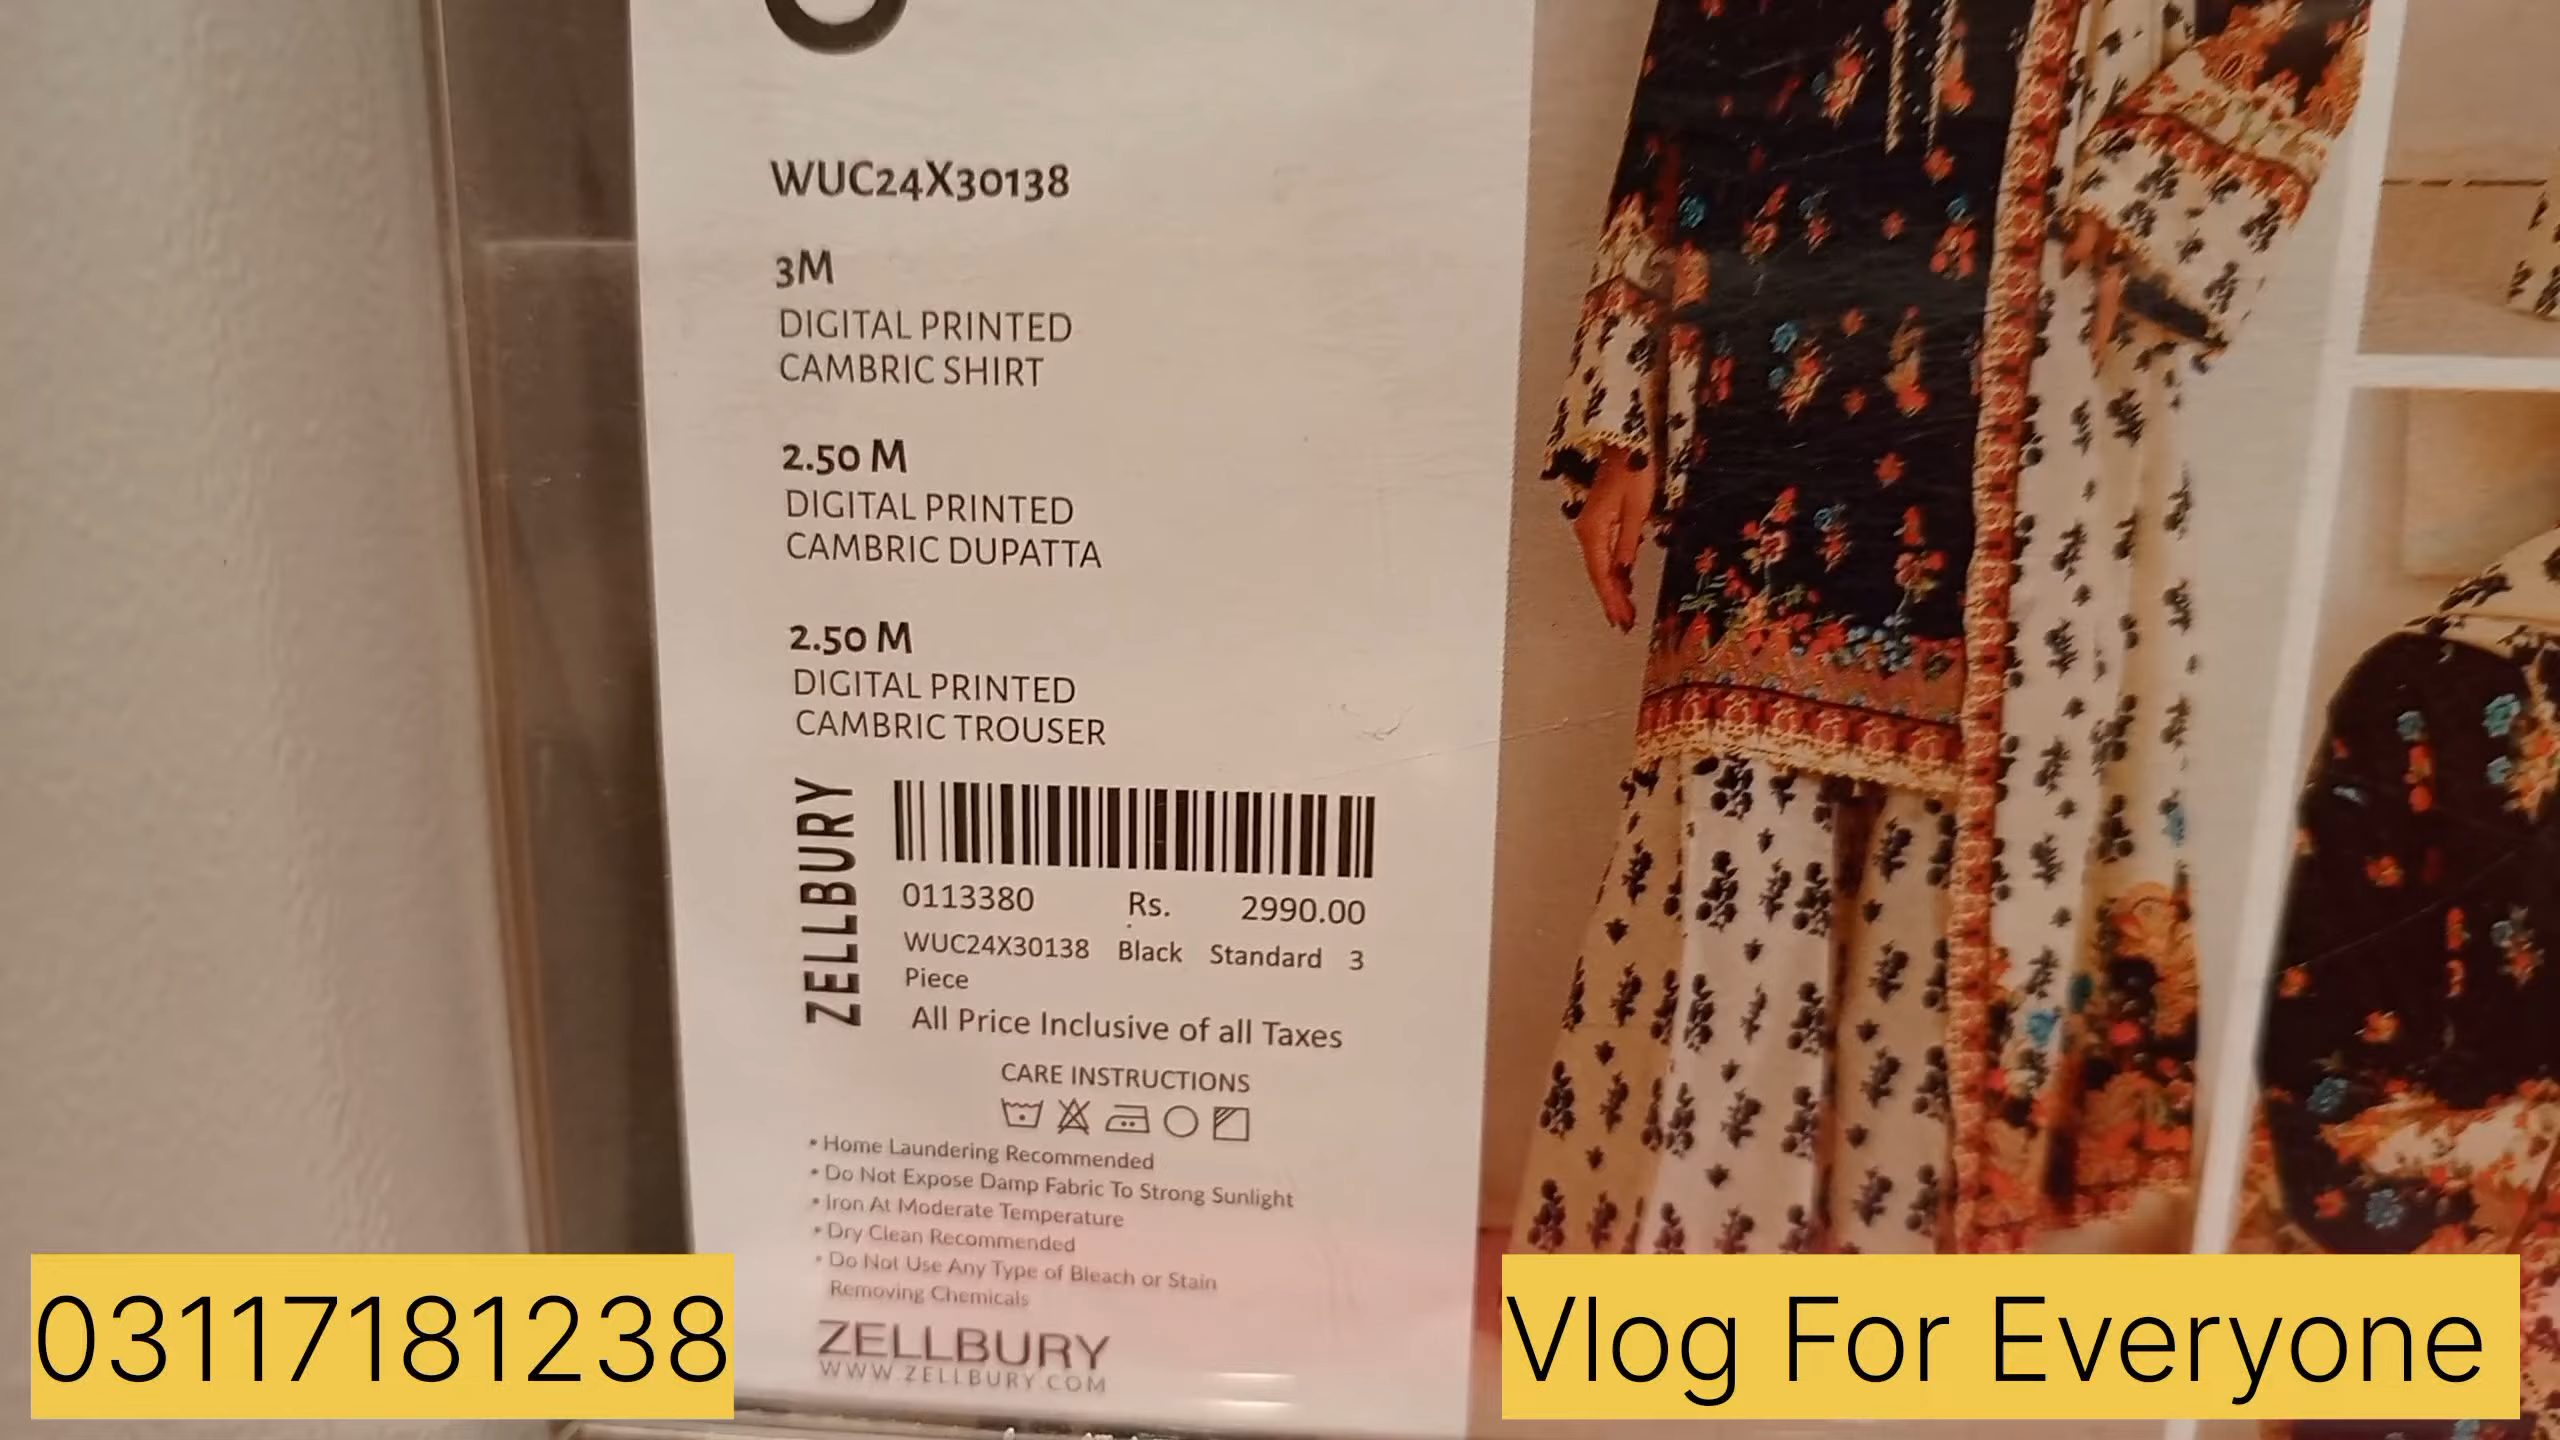 WUC24X30138
3M
DIGITAL PRINTED
CAMBRIC SHIRT
2.50 M
DIGITAL PRINTED
CAMBRIC DUPATTA
2.50 M
DIGITAL PRINTED
CAMBRIC TROUSER
ZELLBURY
0113380 Rs. 2990.00
WUC24X30138 Black Standard 3
Piece
All Price Inclusive of all Taxes
CARE INSTRUCTIONS
• Home Laundering Recommended
• Do Not Expose Damp Fabric To Strong Sunlight
• Iron At Moderate Temperature
• Dry Clean Recommended
• Do Not Use Any Type of Bleach or Stain
Removing Chemicals
ZELLBURY
WWW.ZELLBURY.COM
03117181238
Vlog For Everyone